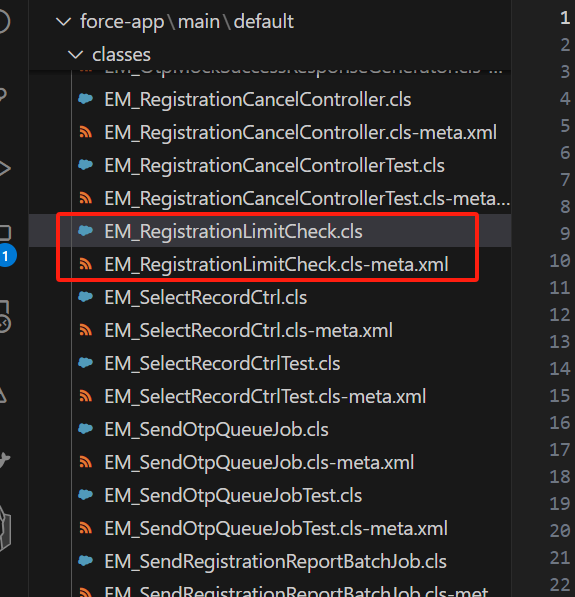 force-app\main\default
classes
EM_OtpMockSuccessResponseGenerator.cls-...
EM_RegistrationCancelController.cls
EM_RegistrationCancelController.cls-meta.xml
EM_RegistrationCancelControllerTest.cls
EM_RegistrationCancelControllerTest.cls-meta...
EM_RegistrationLimitCheck.cls
EM_RegistrationLimitCheck.cls-meta.xml
EM_SelectRecordCtrl.cls
EM_SelectRecordCtrl.cls-meta.xml
EM_SelectRecordCtrlTest.cls
EM_SelectRecordCtrlTest.cls-meta.xml
EM_SendOtpQueueJob.cls
EM_SendOtpQueueJob.cls-meta.xml
EM_SendOtpQueueJobTest.cls
EM_SendOtpQueueJobTest.cls-meta.xml
EM_SendRegistrationReportBatchJob.cls
EM_SendRegistrationReportBatchJob.cls-met...
1
1
2
3
4
5
6
7
8
9
10
11
12
13
14
15
16
17
18
19
20
21
22